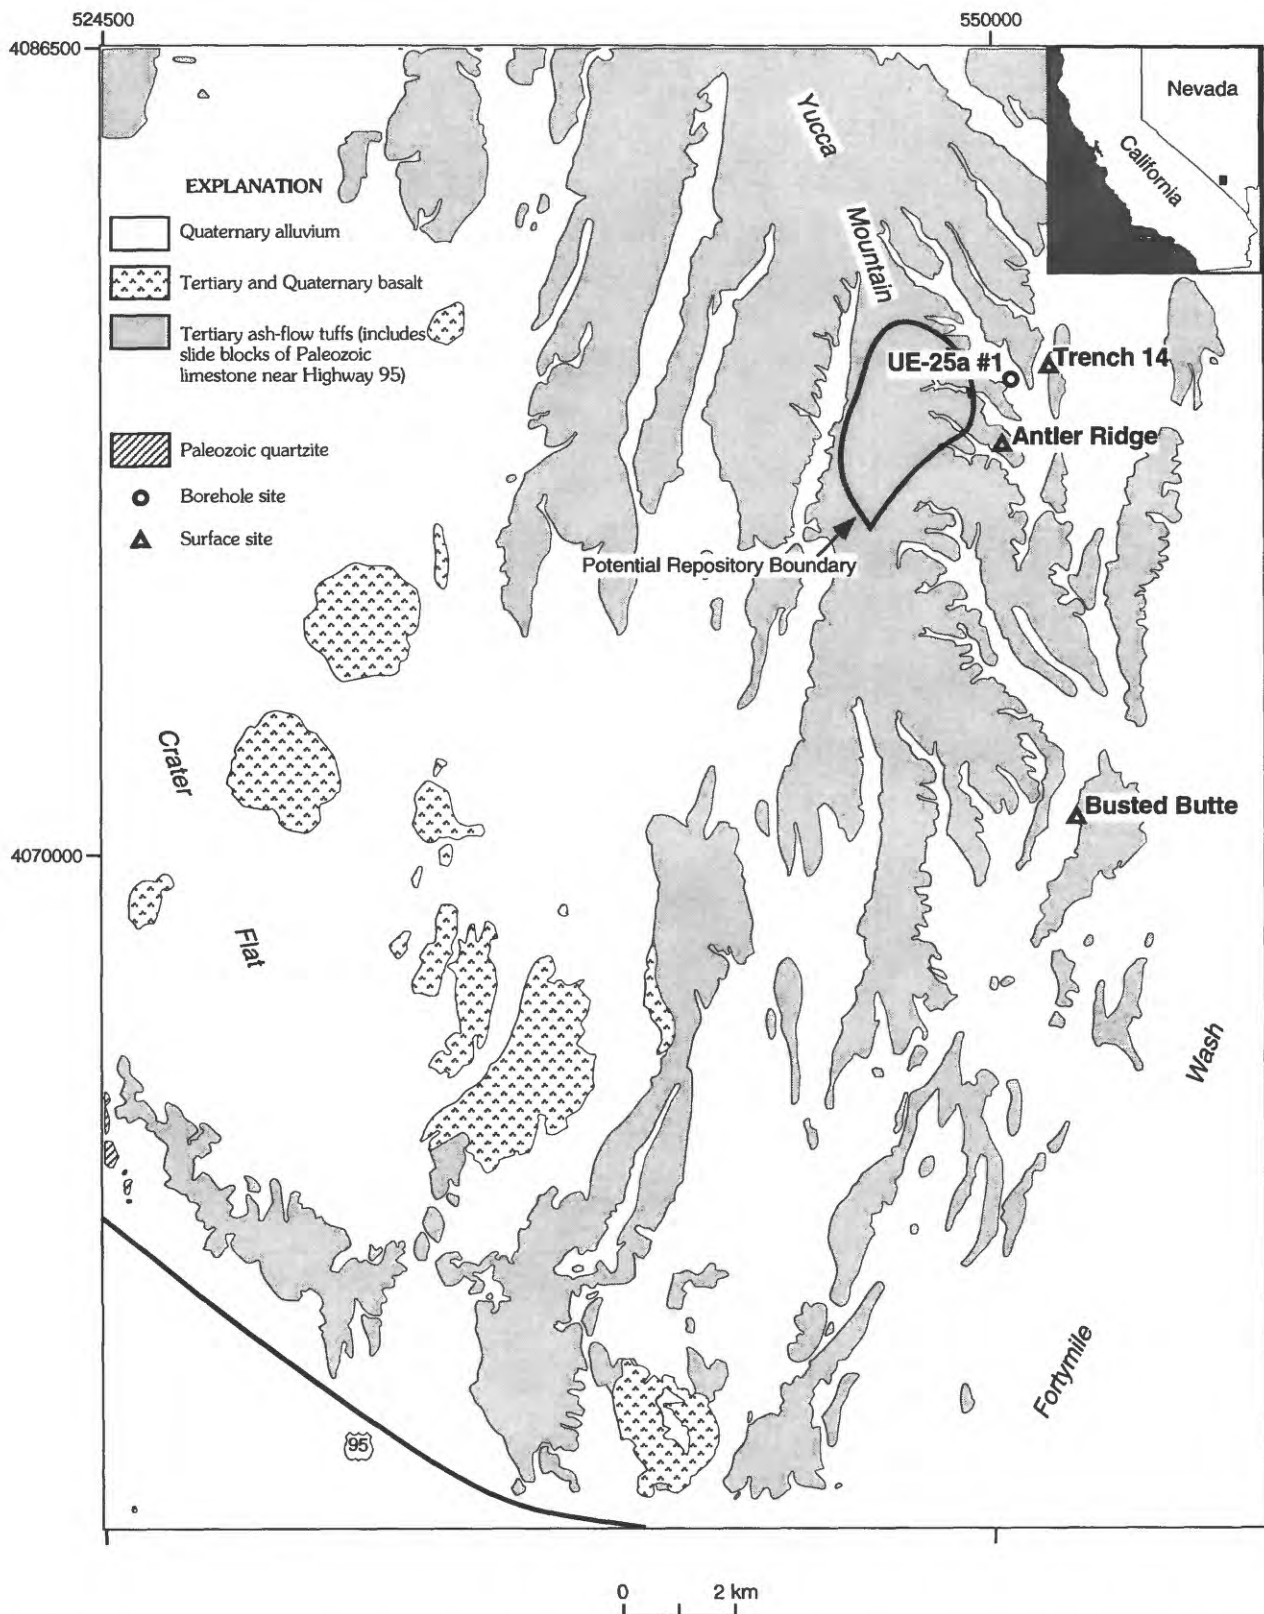 524500
550000
4086500
Nevada
California
Yucca
Mountain
EXPLANATION
Quaternary alluvium
Tertiary and Quaternary basalt
Tertiary ash-flow tuffs (includes
slide blocks of Paleozoic
limestone near Highway 95)
Paleozoic quartzite
Borehole site
Surface site
UE-25a #1
Trench 14
Antler Ridge
Potential Repository Boundary
Crater
Flat
Busted Butte
4070000
Wash
Fortymile
95
0 2 km